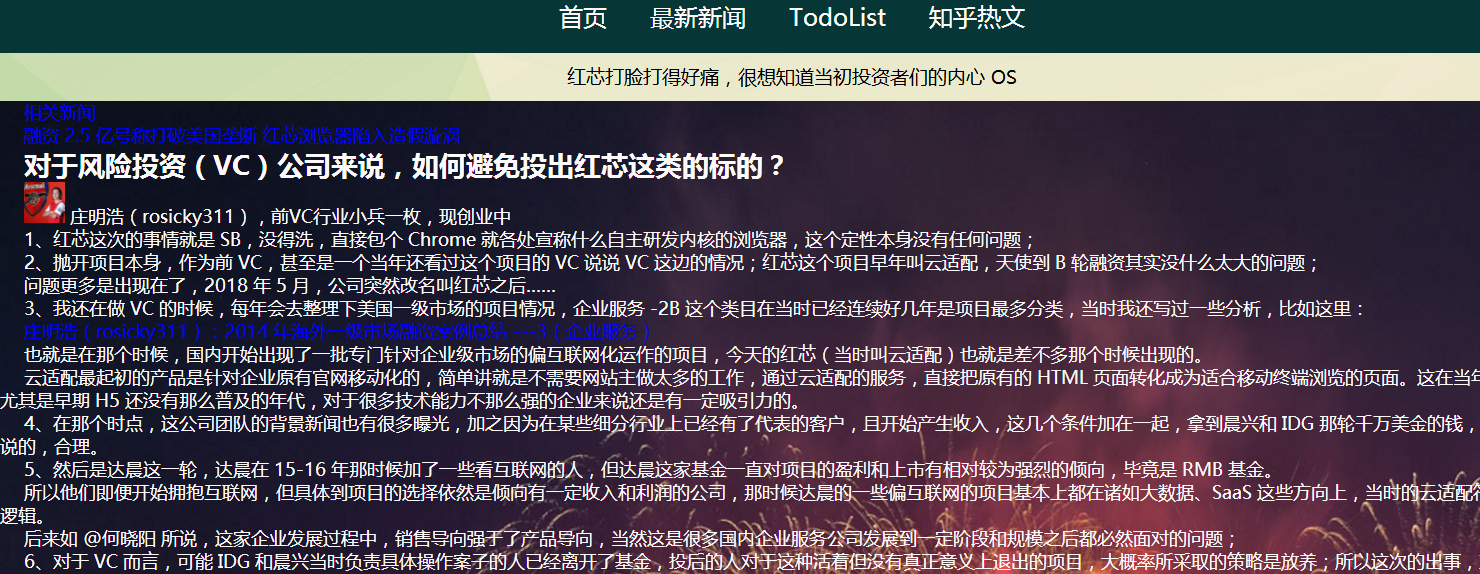 首页 最新新闻 TodoList 知乎热文
红芯打脸打得好痛，很想知道当初投资者们的内心 OS
相关新闻
融资 2.5 亿号称打破美国垄断 红芯浏览器陷入造假漩涡
对于风险投资（VC）公司来说，如何避免投出红芯这类的标的？
Arsenal
庄明浩（rosicky311），前VC行业小兵一枚，现创业中
1、红芯这次的事情就是 SB，没得洗，直接包个 Chrome 就各处宣称什么自主研发内核的浏览器，这个定性本身没有任何问题；
2、抛开项目本身，作为前 VC，甚至是一个当年还看过这个项目的 VC 说说 VC 这边的情况；红芯这个项目早年叫云适配，天使到 B 轮融资其实没什么太大的问题；
问题更多是出现在了，2018 年 5 月，公司突然改名叫红芯之后……
3、我还在做 VC 的时候，每年会去整理下美国一级市场的项目情况，企业服务 -2B 这个类目在当时已经连续好几年是项目最多分类，当时我还写过一些分析，比如这里：
庄明浩（rosicky311）：2014 年海外一级市场融资案例总结 ---3（企业服务）
也就是在那个时候，国内开始出现了一批专门针对企业级市场的偏互联网化运作的项目，今天的红芯（当时叫云适配）也就是差不多那个时候出现的。
云适配最起初的产品是针对企业原有官网移动化的，简单讲就是不需要网站主做太多的工作，通过云适配的服务，直接把原有的 HTML 页面转化成为适合移动终端浏览的页面。这在当年
尤其是早期 H5 还没有那么普及的年代，对于很多技术能力不那么强的企业来说还是有一定吸引力的。
4、在那个时点，这公司团队的背景新闻也有很多曝光，加之因为在某些细分行业上已经有了代表的客户，且开始产生收入，这几个条件加在一起，拿到晨兴和 IDG 那轮千万美金的钱，
说的，合理。
5、然后是达晨这一轮，达晨在 15-16 年那时候加了一些看互联网的人，但达晨这家基金一直对项目的盈利和上市有相对较为强烈的倾向，毕竟是 RMB 基金。
所以他们即便开始拥抱互联网，但具体到项目的选择依然是倾向有一定收入和利润的公司，那时候达晨的一些偏互联网的项目基本上都在诸如大数据、SaaS 这些方向上，当时的云适配符
逻辑。
后来如 @何晓阳 所说，这家企业发展过程中，销售导向强于了产品导向，当然这是很多国内企业服务公司发展到一定阶段和规模之后都必然面对的问题；
6、对于 VC 而言，可能 IDG 和晨兴当时负责具体操作案子的人已经离开了基金，投后的人对于这种活着但没有真正意义上退出的项目，大概率所采取的策略是放养；所以这次的出事，